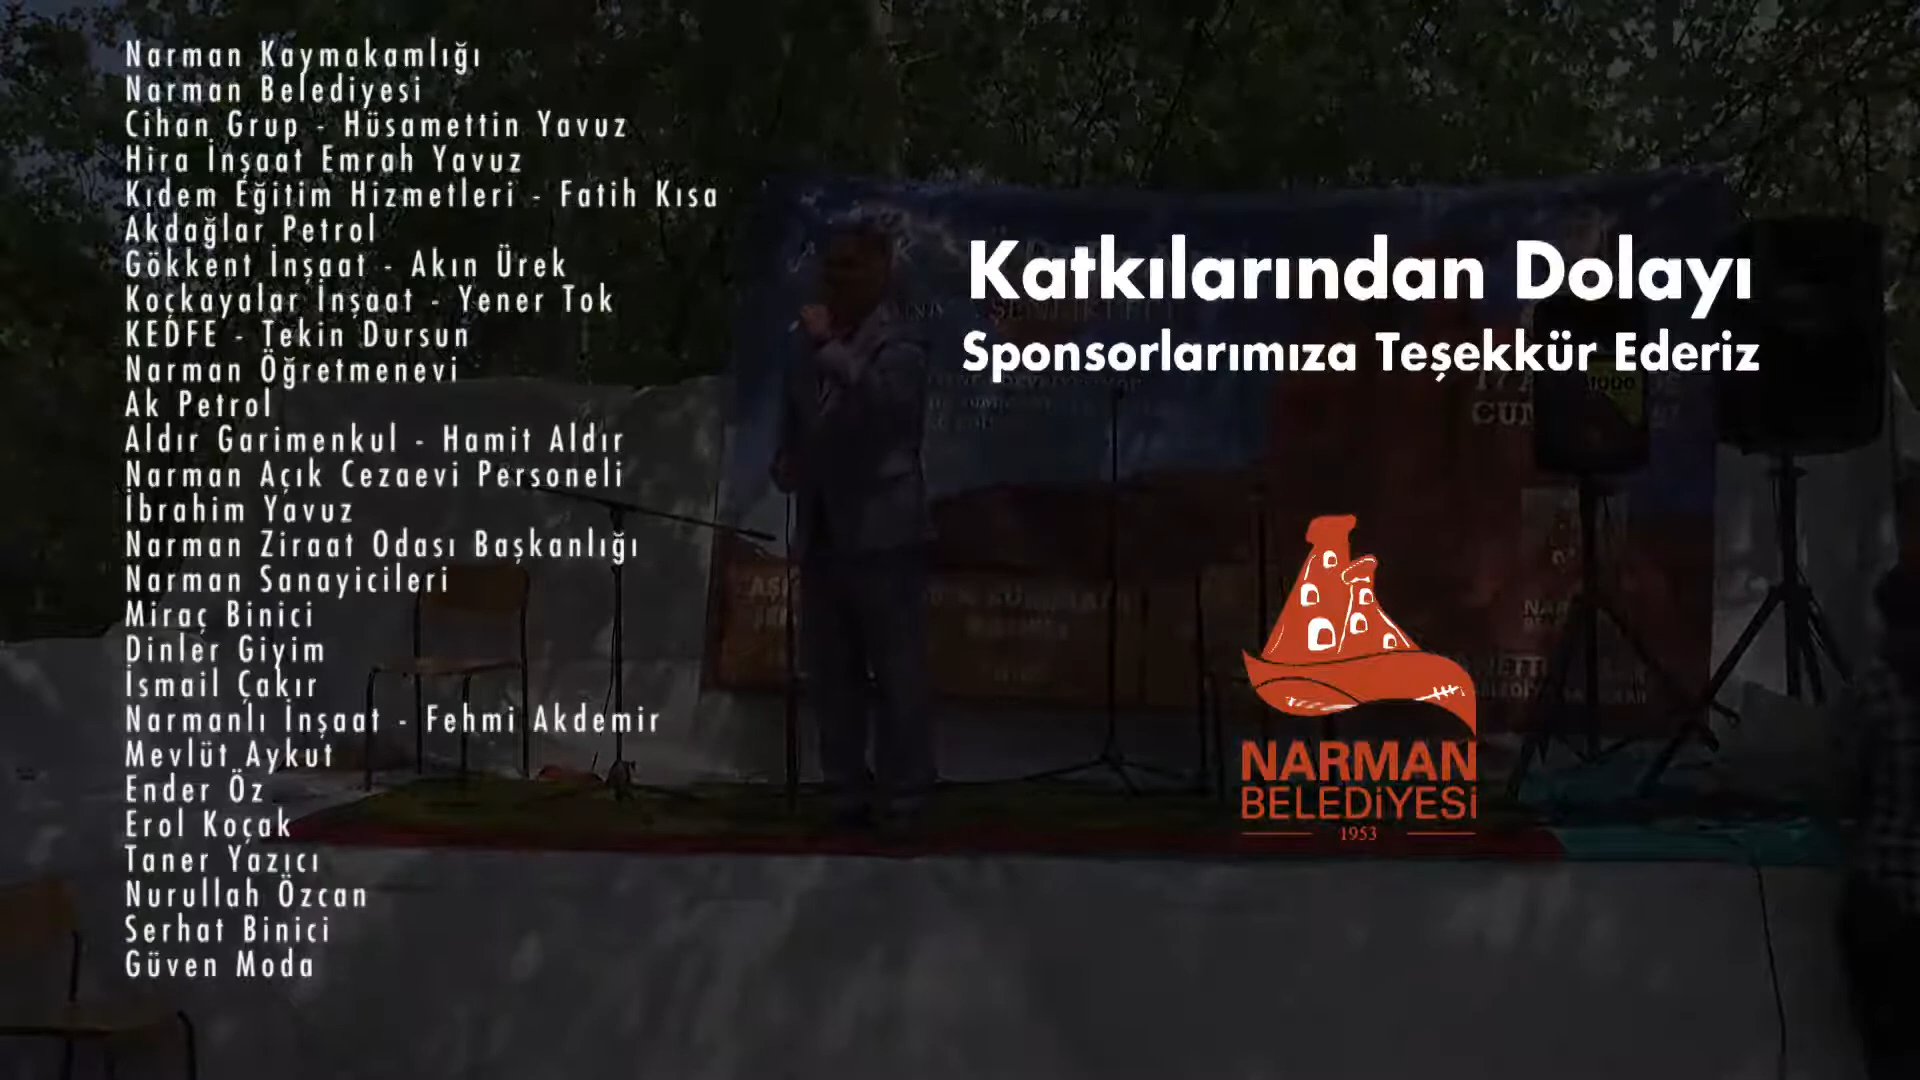 Narman Kaymakamlığı
Narman Belediyesi
Cihan Grup - Hüsamettin Yavuz
Hira İnşaat Emrah Yavuz
Kıdem Eğitim Hizmetleri - Fatih Kısa
Akdağlar Petrol
Gökkent İnşaat - Akın Ürek
Koçkayalar İnşaat - Yener Tok
KEDFE - Tekin Dursun
Narman Öğretmenevi
Ak Petrol
Aldır Garimenkul - Hamit Aldır
Narman Açık Cezaevi Personeli
İbrahim Yavuz
Narman Ziraat Odası Başkanlığı
Narman Sanayicileri
Miraç Binici
Dinler Giyim
İsmail Çakır
Narmanlı İnşaat - Fehmi Akdemir
Mevlüt Aykut
Ender Öz
Erol Koçak
Taner Yazıcı
Nurullah Özcan
Serhat Binici
Güven Moda
Katkılarından Dolayı
Sponsorlarımıza Teşekkür Ederiz
NARMAN
BELEDİYESİ
1953